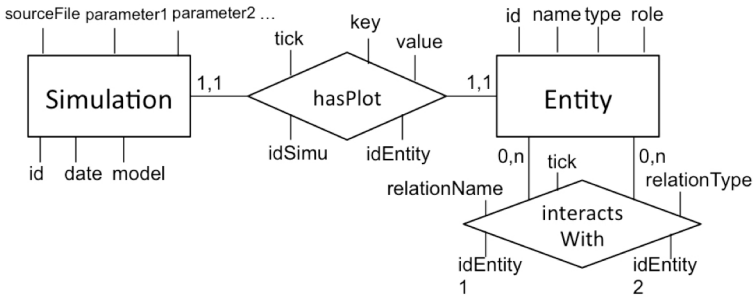 sourceFile parameter1 parameter2 ...
id name type role
tick key value
Simulation
1,1
hasPlot
1,1
Entity
id date model
idSimu idEntity
0,n tick 0,n
relationName
relationType
interacts
With
idEntity
1
idEntity
2